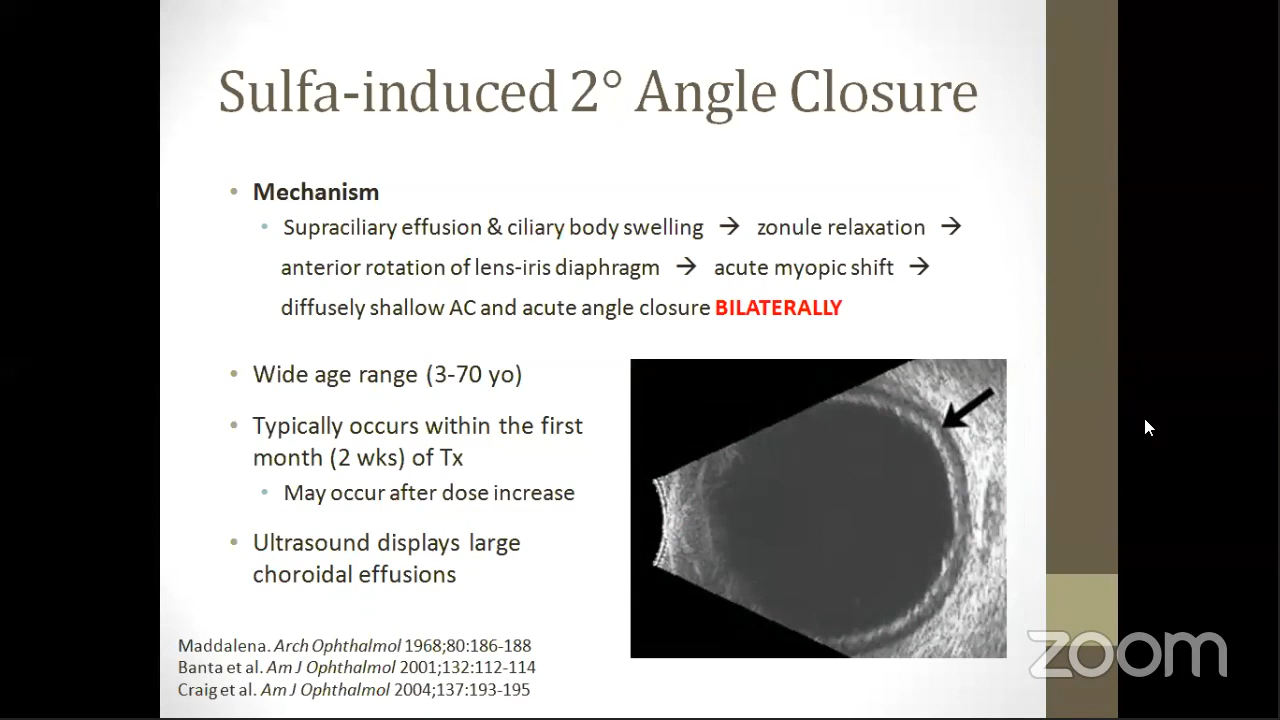 Sulfa-induced 2° Angle Closure
• Mechanism
• Supraciliary effusion & ciliary body swelling → zonule relaxation →
anterior rotation of lens-iris diaphragm → acute myopic shift →
diffusely shallow AC and acute angle closure BILATERALLY
• Wide age range (3-70 yo)
• Typically occurs within the first
month (2 wks) of Tx
• May occur after dose increase
• Ultrasound displays large
choroidal effusions
Maddalena. Arch Ophthalmol 1968;80:186-188
Banta et al. Am J Ophthalmol 2001;132:112-114
Craig et al. Am J Ophthalmol 2004;137:193-195
zoom